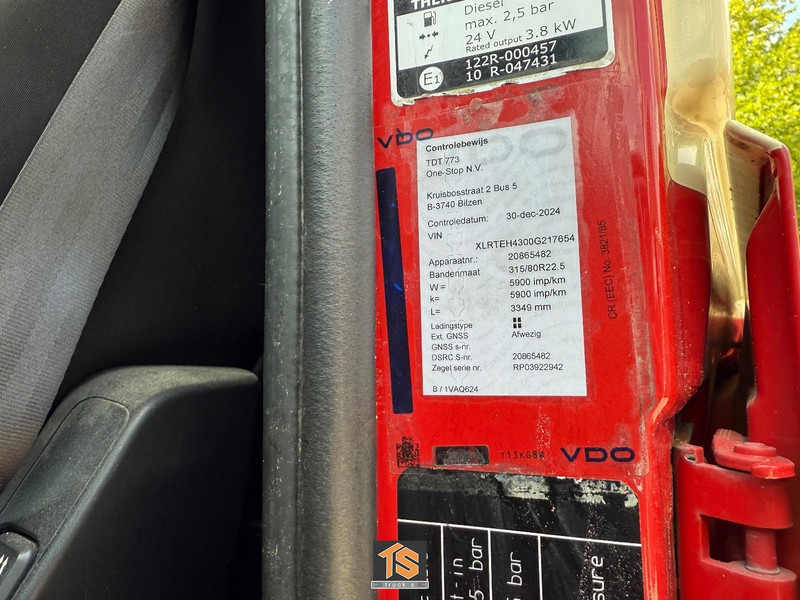 Diesel
max. 2,5 bar
24 V
Rated output 3.8 kW
122R-000457
E1 10 R-047431
VDO
Controlebewijs
TDT 773
One-Stop N.V.
Kruisbosstraat 2 Bus 5
B-3740 Bilzen
Controledatum: 30-dec-2024
VIN
XLRTEH4300G217654
Apparaatnr.: 20865482
Bandenmaat 315/80R22.5
W = 5900 imp/km
k= 5900 imp/km
L= 3349 mm
Ladingstype
Ext. GNSS Afwezig
GNSS s-nr.
DSRC S-nr. 20865482
Zegel serie nr. RP03922942
B / 1VAQ624
CR (EEC) No. 3821/85
VDO
TS
bar
bar